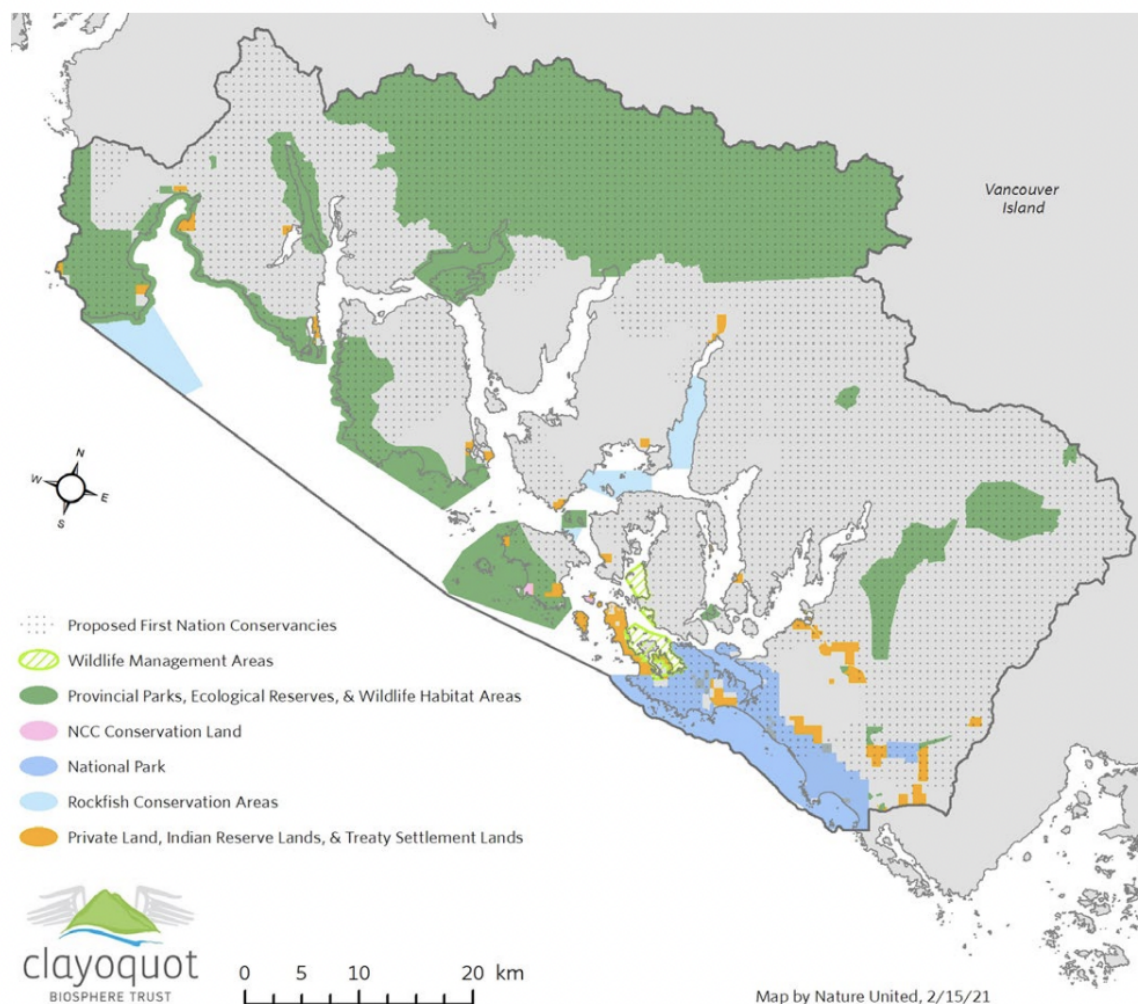 Vancouver
Island
N
W
E
S
Proposed First Nation Conservancies
Wildlife Management Areas
Provincial Parks, Ecological Reserves, & Wildlife Habitat Areas
NCC Conservation Land
National Park
Rockfish Conservation Areas
Private Land, Indian Reserve Lands, & Treaty Settlement Lands
clayoquot
BIOSPHERE TRUST
0 5 10 20 km
Map by Nature United, 2/15/21